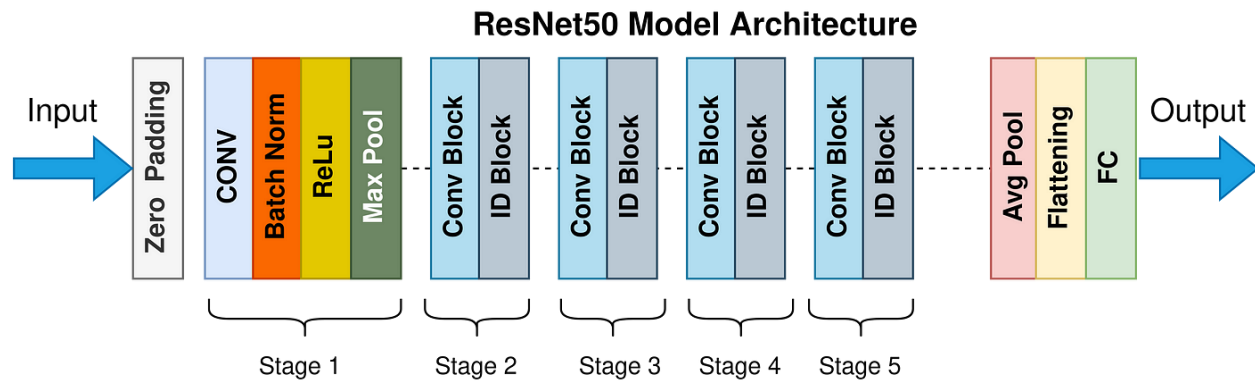 ResNet50 Model Architecture
Input
Zero Padding
CONV
Batch Norm
ReLu
Max Pool
Conv Block
ID Block
Conv Block
ID Block
Conv Block
ID Block
Conv Block
ID Block
Avg Pool
Flattening
FC
Output
Stage 1
Stage 2
Stage 3
Stage 4
Stage 5